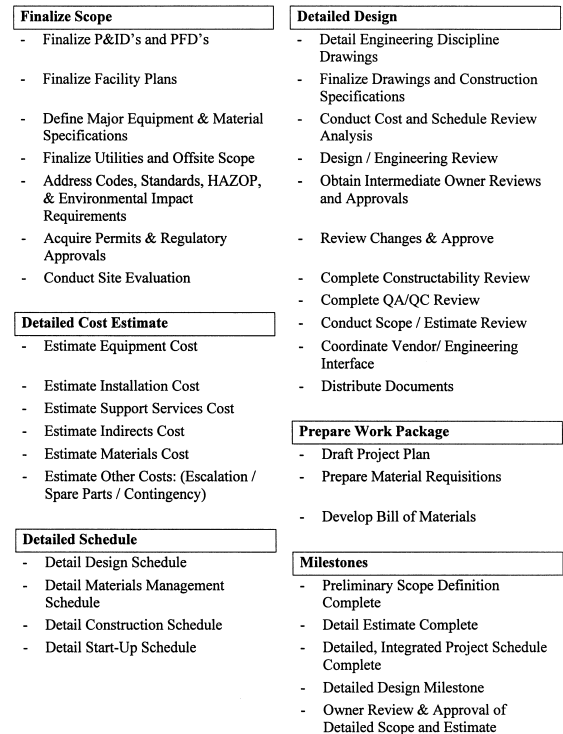 Finalize Scope
- Finalize P&ID's and PFD's
- Finalize Facility Plans
- Define Major Equipment & Material
Specifications
- Finalize Utilities and Offsite Scope
- Address Codes, Standards, HAZOP,
& Environmental Impact
Requirements
- Acquire Permits & Regulatory
Approvals
- Conduct Site Evaluation
Detailed Cost Estimate
- Estimate Equipment Cost
- Estimate Installation Cost
- Estimate Support Services Cost
- Estimate Indirects Cost
- Estimate Materials Cost
- Estimate Other Costs: (Escalation /
Spare Parts / Contingency)
Detailed Schedule
- Detail Design Schedule
- Detail Materials Management
Schedule
- Detail Construction Schedule
- Detail Start-Up Schedule
Detailed Design
- Detail Engineering Discipline
Drawings
- Finalize Drawings and Construction
Specifications
- Conduct Cost and Schedule Review
Analysis
- Design / Engineering Review
- Obtain Intermediate Owner Reviews
and Approvals
- Review Changes & Approve
- Complete Constructability Review
- Complete QA/QC Review
- Conduct Scope / Estimate Review
- Coordinate Vendor/ Engineering
Interface
- Distribute Documents
Prepare Work Package
- Draft Project Plan
- Prepare Material Requisitions
- Develop Bill of Materials
Milestones
- Preliminary Scope Definition
Complete
- Detail Estimate Complete
- Detailed, Integrated Project Schedule
Complete
- Detailed Design Milestone
- Owner Review & Approval of
Detailed Scope and Estimate